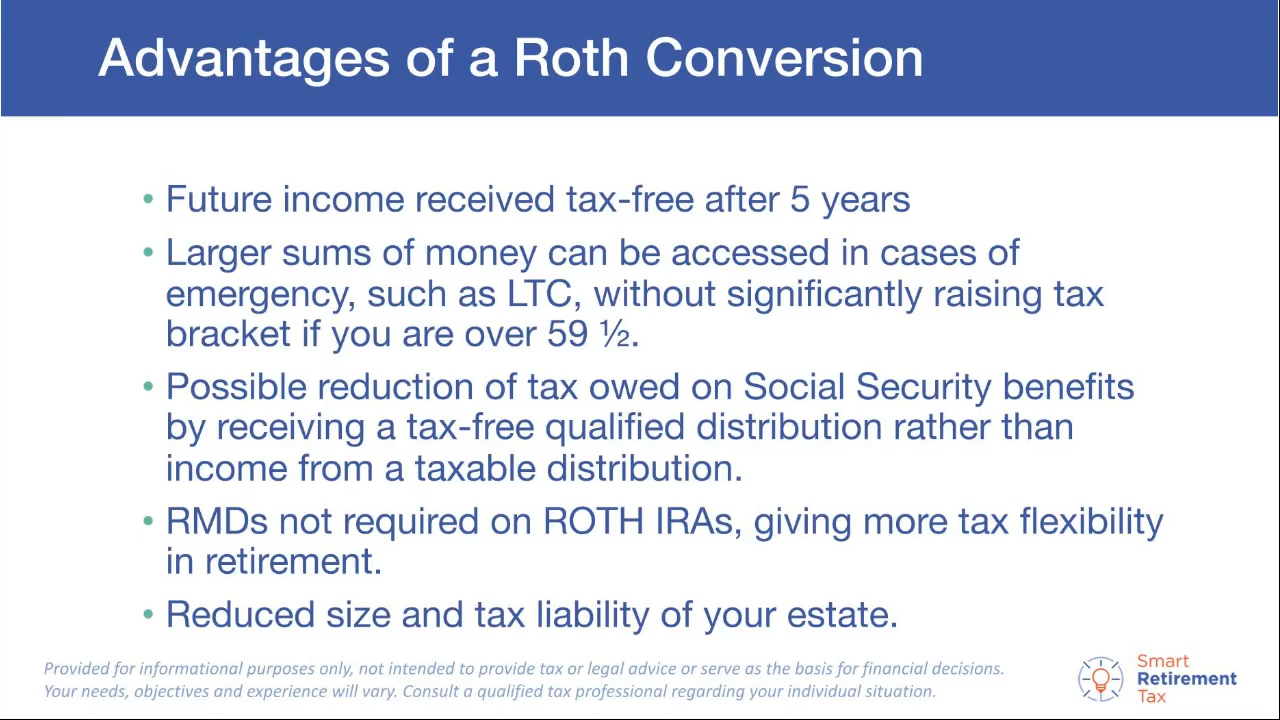 Advantages of a Roth Conversion
• Future income received tax-free after 5 years
• Larger sums of money can be accessed in cases of
emergency, such as LTC, without significantly raising tax
bracket if you are over 59 ½.
• Possible reduction of tax owed on Social Security benefits
by receiving a tax-free qualified distribution rather than
income from a taxable distribution.
• RMDs not required on ROTH IRAs, giving more tax flexibility
in retirement.
• Reduced size and tax liability of your estate.
Provided for informational purposes only, not intended to provide tax or legal advice or serve as the basis for financial decisions.
Your needs, objectives and experience will vary. Consult a qualified tax professional regarding your individual situation.
Smart
Retirement
Tax